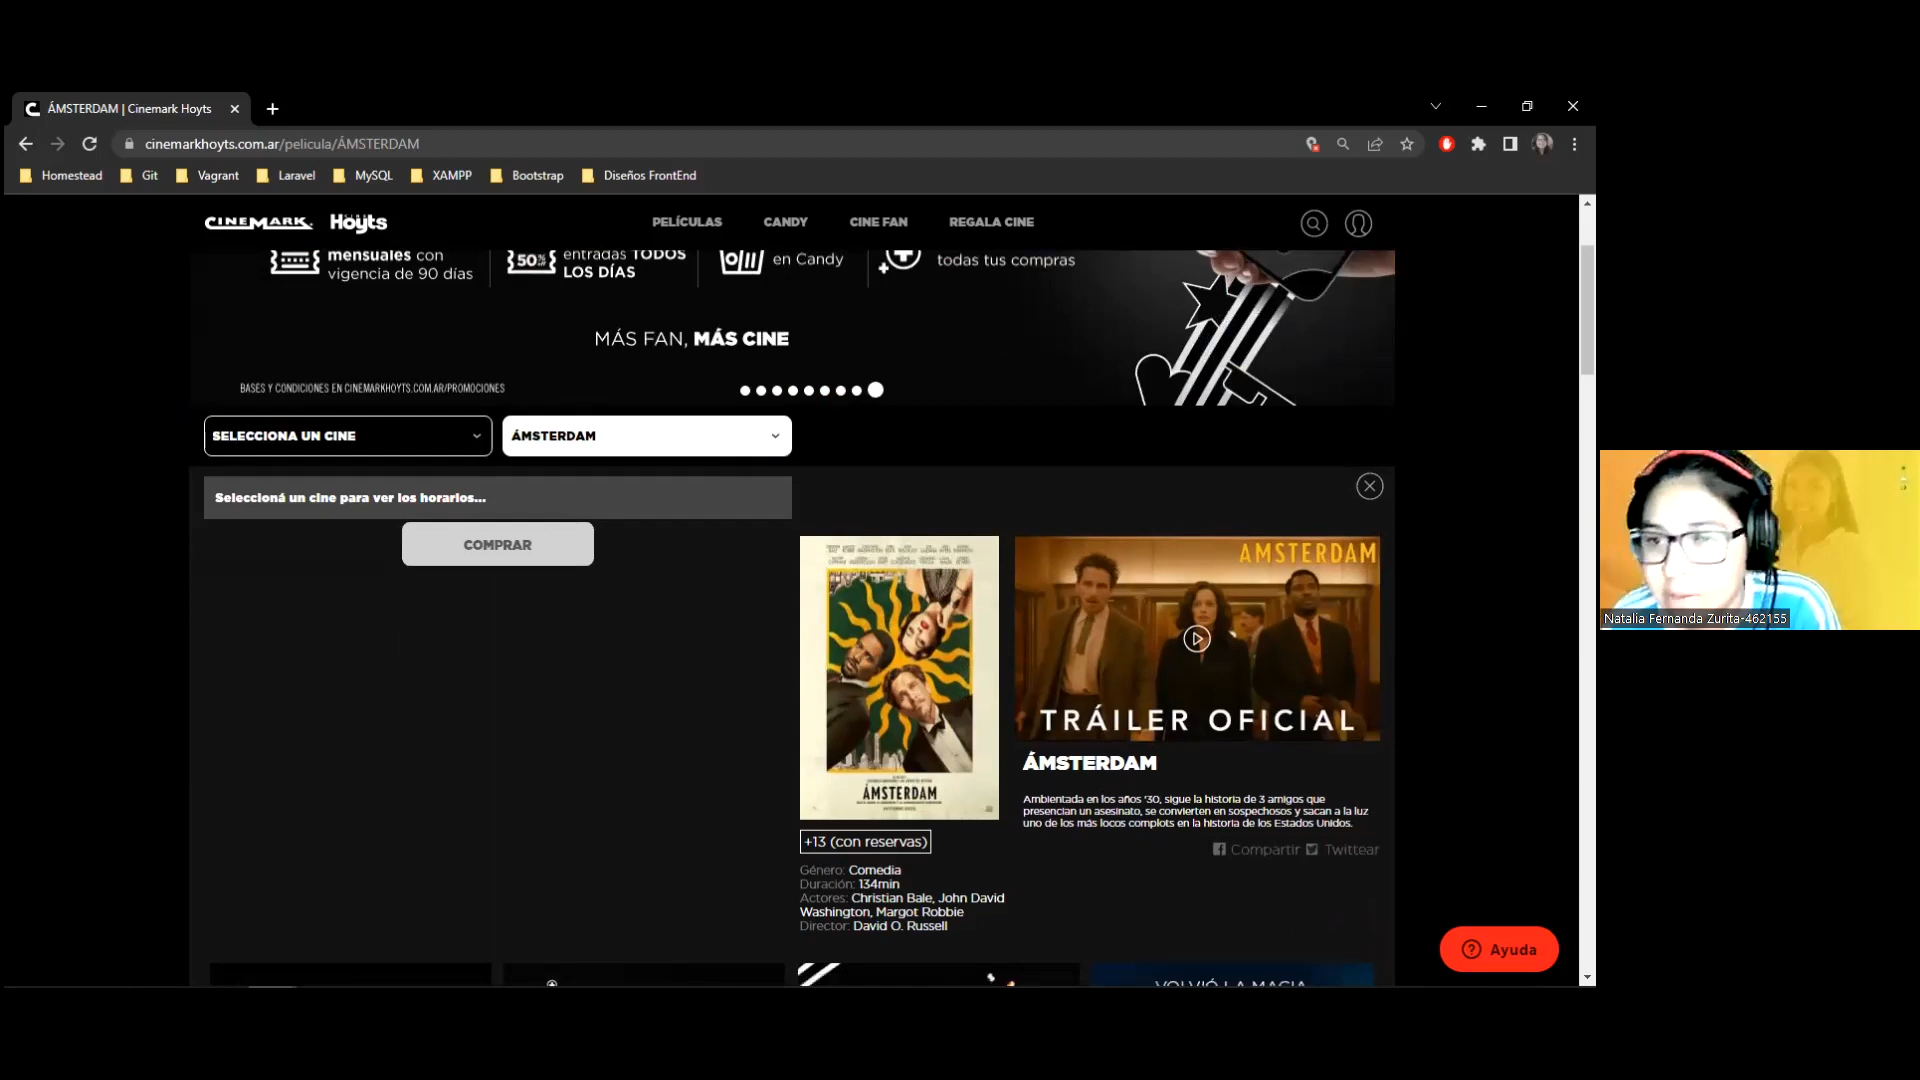 ÁMSTERDAM | Cinemark Hoyts
cinemarkhoyts.com.ar/pelicula/ÁMSTERDAM
Homestead Git Vagrant Laravel MySQL XAMPP Bootstrap Diseños FrontEnd
CINEMARK Hoyts PELÍCULAS CANDY CINE FAN REGALA CINE
mensuales con
vigencia de 90 días
50%
entradas TODOS
LOS DÍAS
en Candy
todas tus compras
MÁS FAN, MÁS CINE
BASES Y CONDICIONES EN CINEMARKHOYTS.COM.AR/PROMOCIONES
SELECCIONA UN CINE
ÁMSTERDAM
Seleccioná un cine para ver los horarios...
COMPRAR
ÁMSTERDAM
AMSTERDAM
TRÁILER OFICIAL
ÁMSTERDAM
Ambientada en los años '30, sigue la historia de 3 amigos que
presencian un asesinato, se convierten en sospechosos y sacan a la luz
uno de los más locos complots en la historia de los Estados Unidos.
Compartir Twittear
+13 (con reservas)
Género: Comedia
Duración: 134min
Actores: Christian Bale, John David
Washington, Margot Robbie
Director: David O. Russell
Ayuda
VOLVIÓ LA MAGIA
Natalia Fernanda Zurita-462155